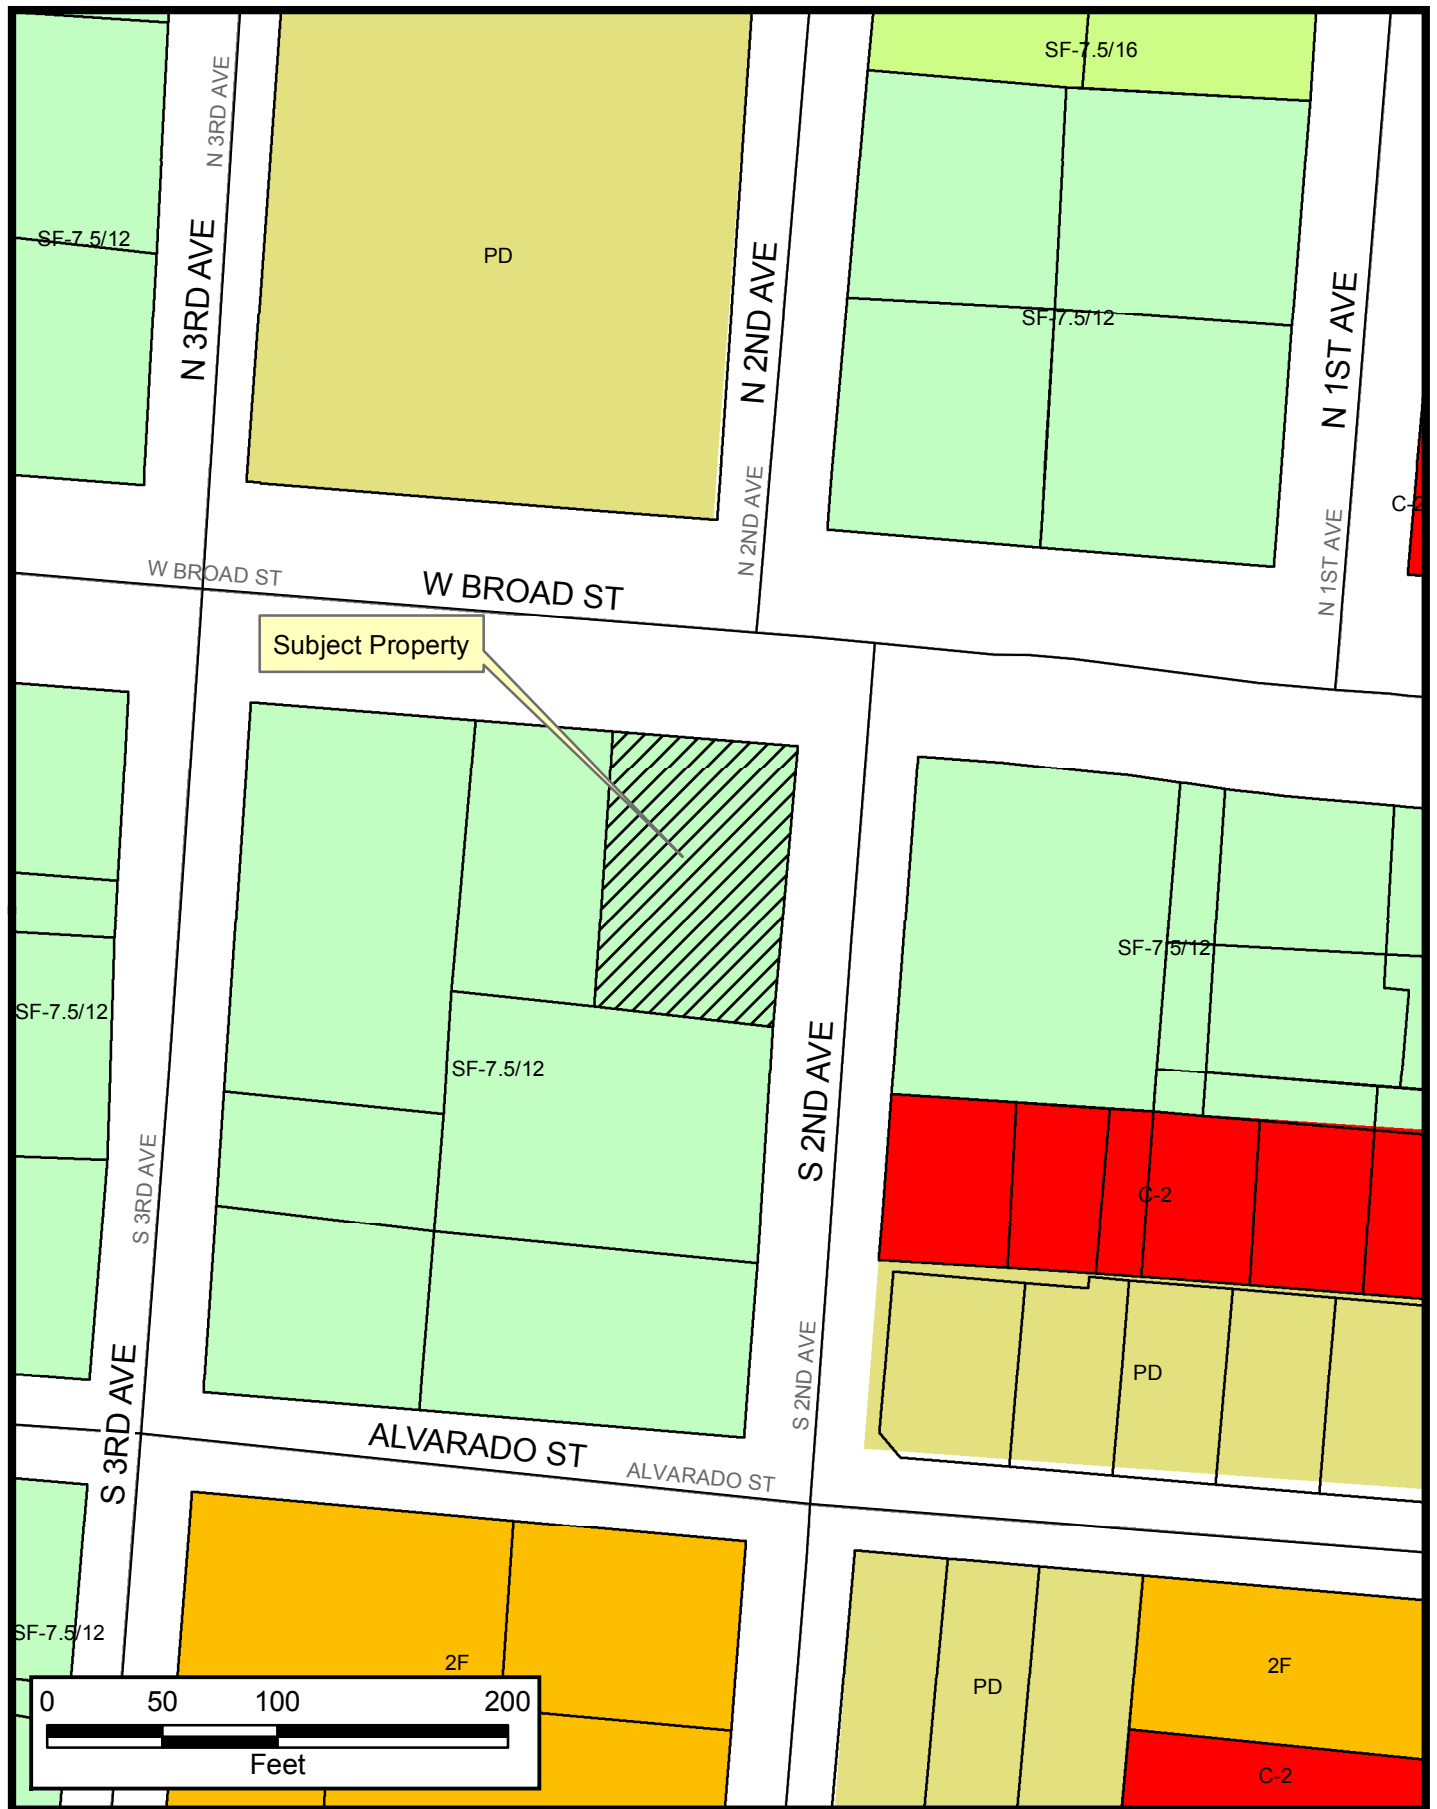 SF-7.5/16
N 3RD AVE
SF-7.5/12
N 3RD AVE
PD
N 2ND AVE
SF-7.5/12
N 1ST AVE
N 2ND AVE
C-2
N 1ST AVE
W BROAD ST
W BROAD ST
Subject Property
SF-7.5/12
SF-7.5/12
SF-7.5/12
S 2ND AVE
S 3RD AVE
C-2
S 3RD AVE
S 2ND AVE
PD
ALVARADO ST
ALVARADO ST
SF-7.5/12
2F
PD
2F
0 50 100 200
Feet
C-2